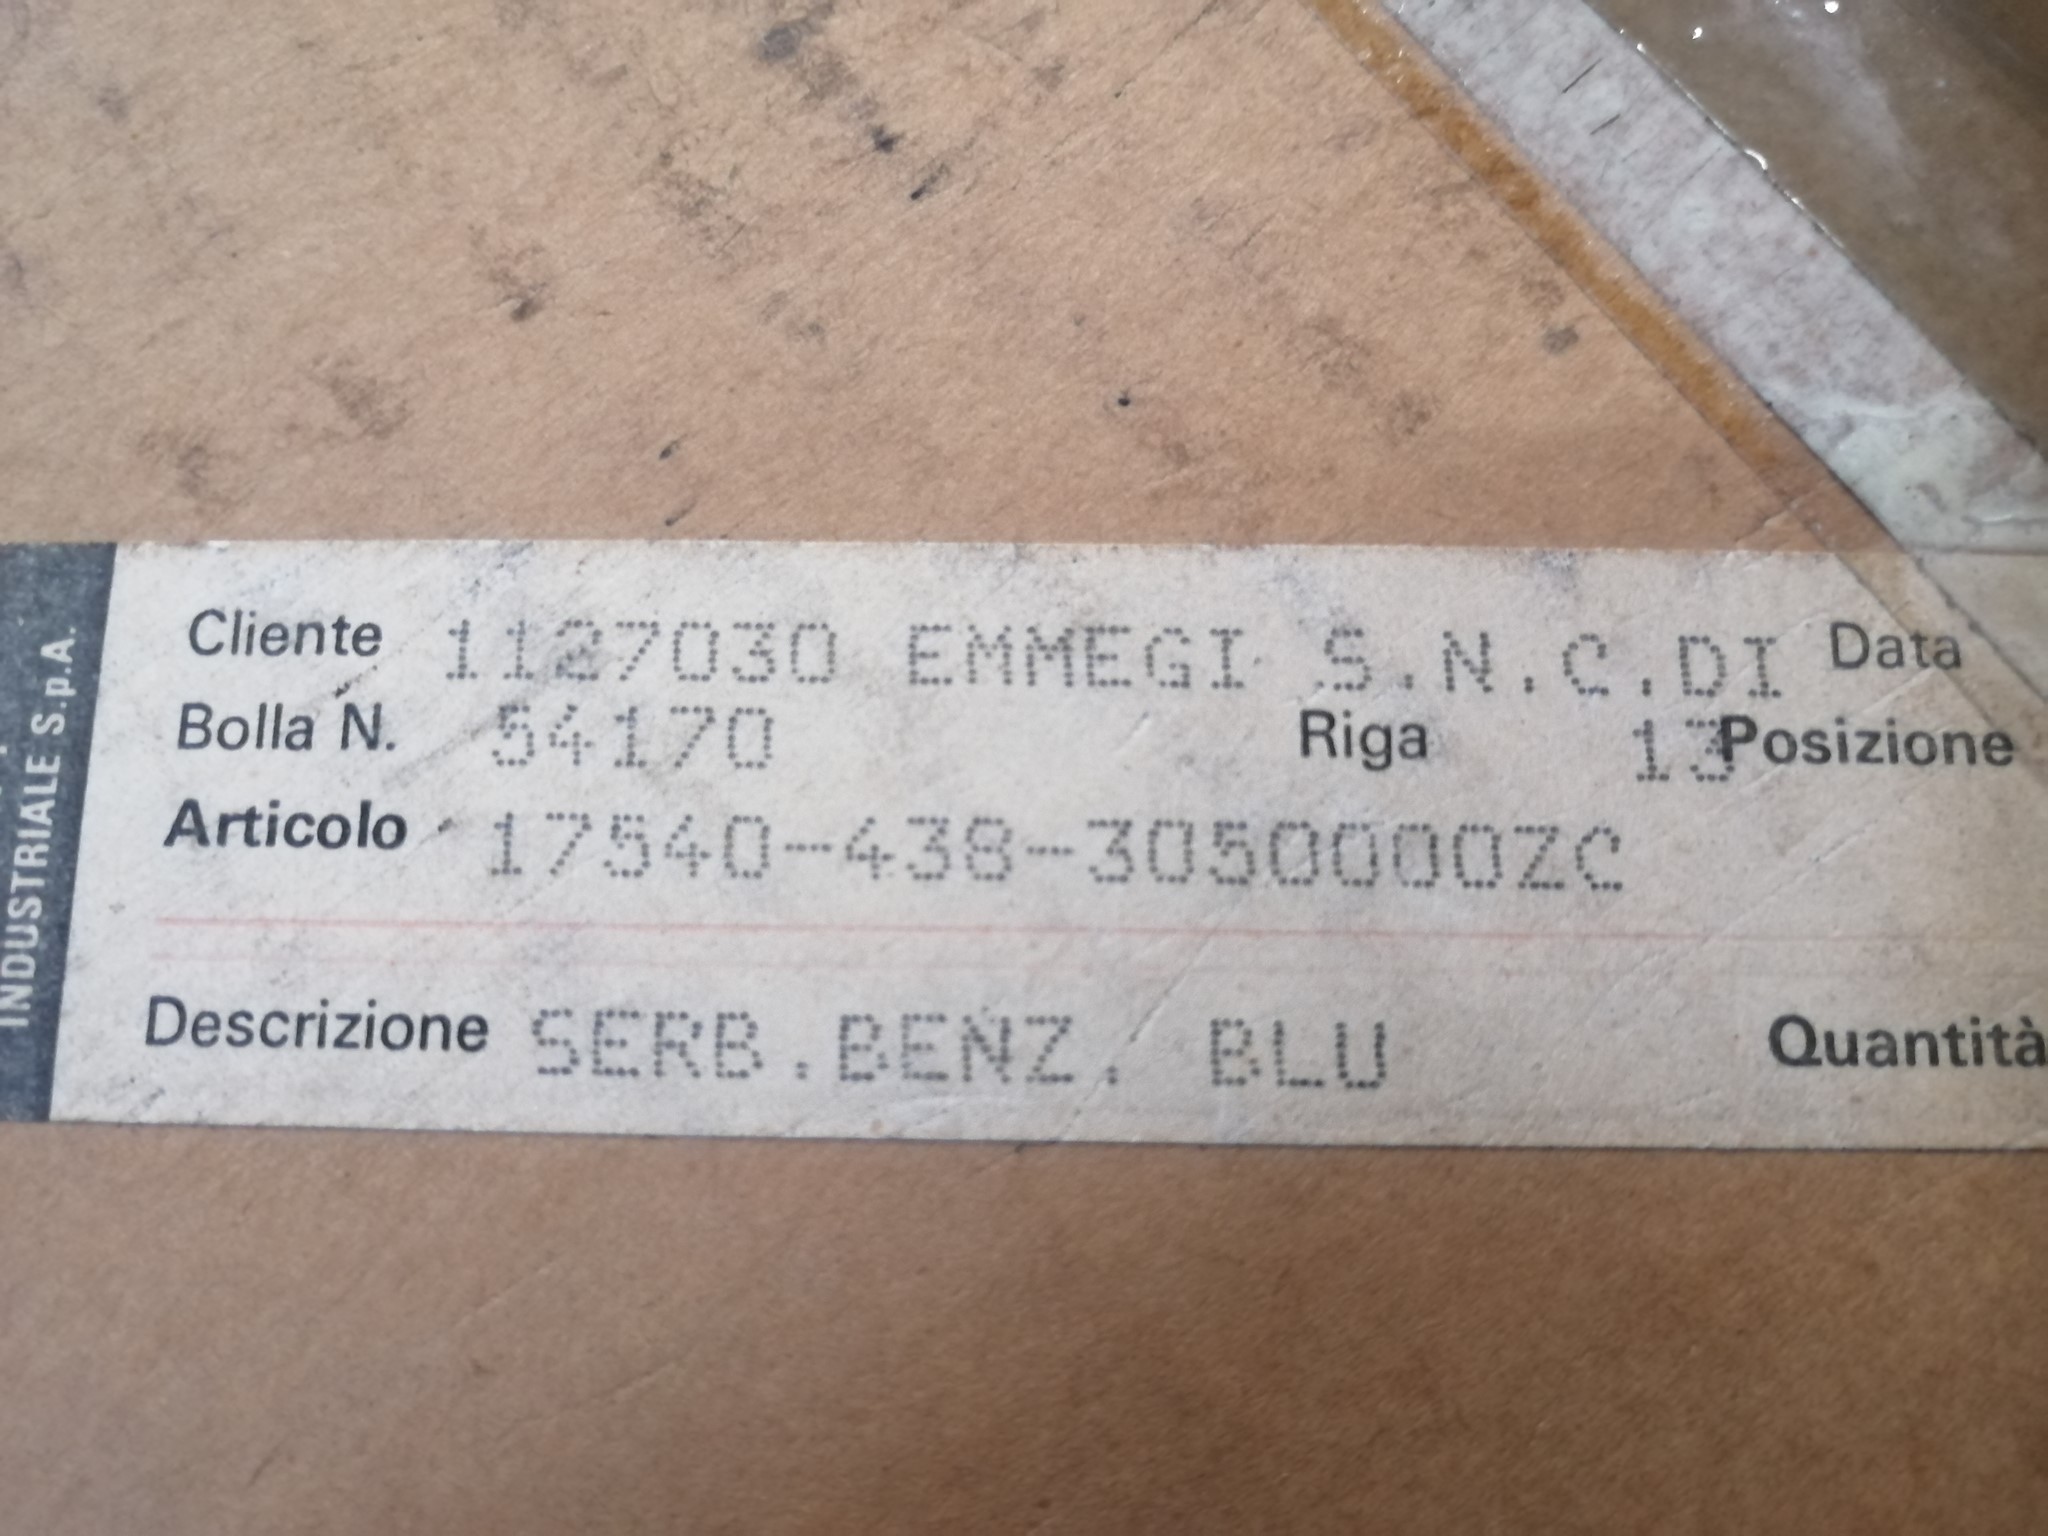 INDUSTRIALE S.p.A.
Cliente 1127030 EMMEGI S.N.C.DI Data
Bolla N. 54170 Riga 13 Posizione
Articolo 17540-438-3050000ZC
Descrizione SERB.BENZ. BLU Quantità